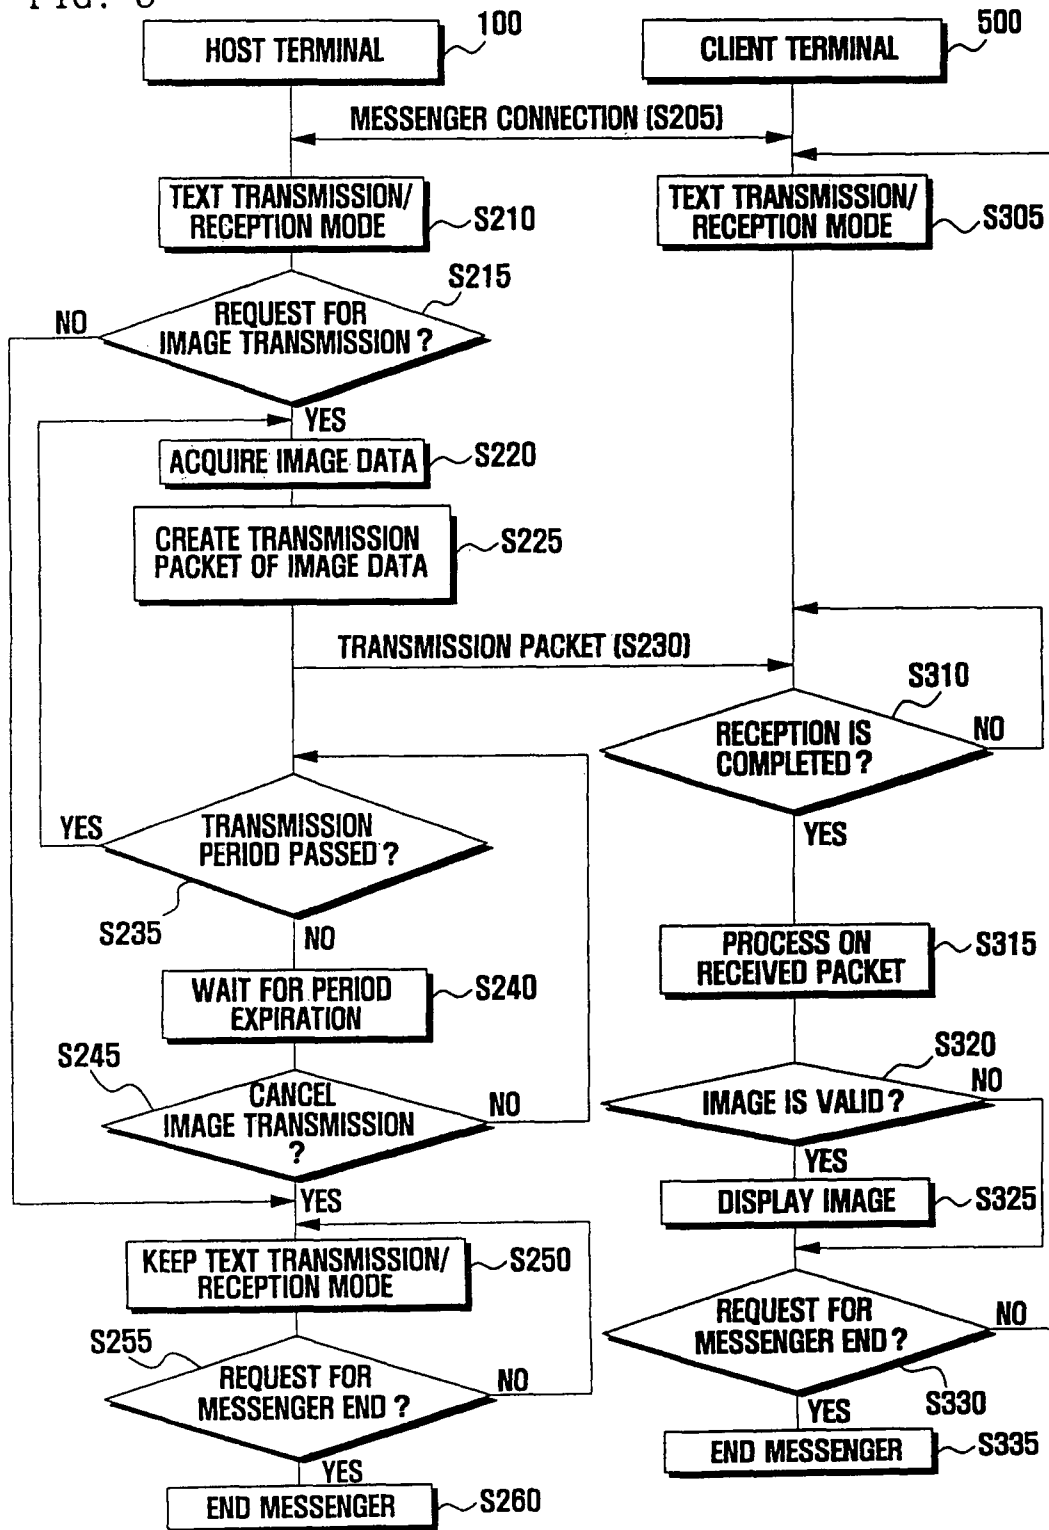 HOST TERMINAL
100
CLIENT TERMINAL
500
MESSENGER CONNECTION (S205)
TEXT TRANSMISSION/
RECEPTION MODE
S210
TEXT TRANSMISSION/
RECEPTION MODE
S305
S215
REQUEST FOR
IMAGE TRANSMISSION ?
NO
YES
ACQUIRE IMAGE DATA
S220
CREATE TRANSMISSION
PACKET OF IMAGE DATA
S225
TRANSMISSION PACKET (S230)
S310
RECEPTION IS
COMPLETED ?
NO
YES
TRANSMISSION
PERIOD PASSED ?
YES
S235
NO
PROCESS ON
RECEIVED PACKET
S315
WAIT FOR PERIOD
EXPIRATION
S240
S245
CANCEL
IMAGE TRANSMISSION
?
NO
YES
S320
IMAGE IS VALID ?
NO
YES
DISPLAY IMAGE
S325
KEEP TEXT TRANSMISSION/
RECEPTION MODE
S250
S255
REQUEST FOR
MESSENGER END ?
NO
YES
REQUEST FOR
MESSENGER END ?
NO
S330
YES
END MESSENGER
S335
END MESSENGER
S260